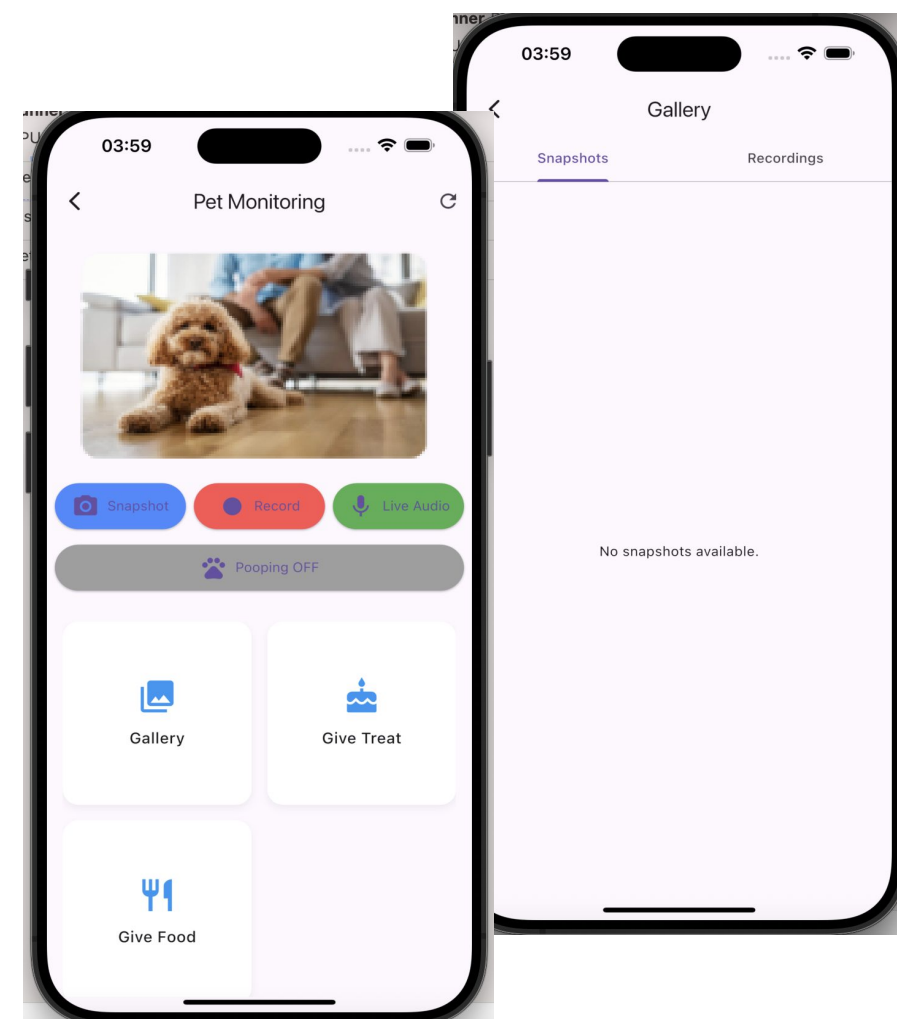 03:59
Pet Monitoring
Snapshot
Record
Live Audio
Pooping OFF
Gallery
Give Treat
Give Food
03:59
Gallery
Snapshots
Recordings
No snapshots available.